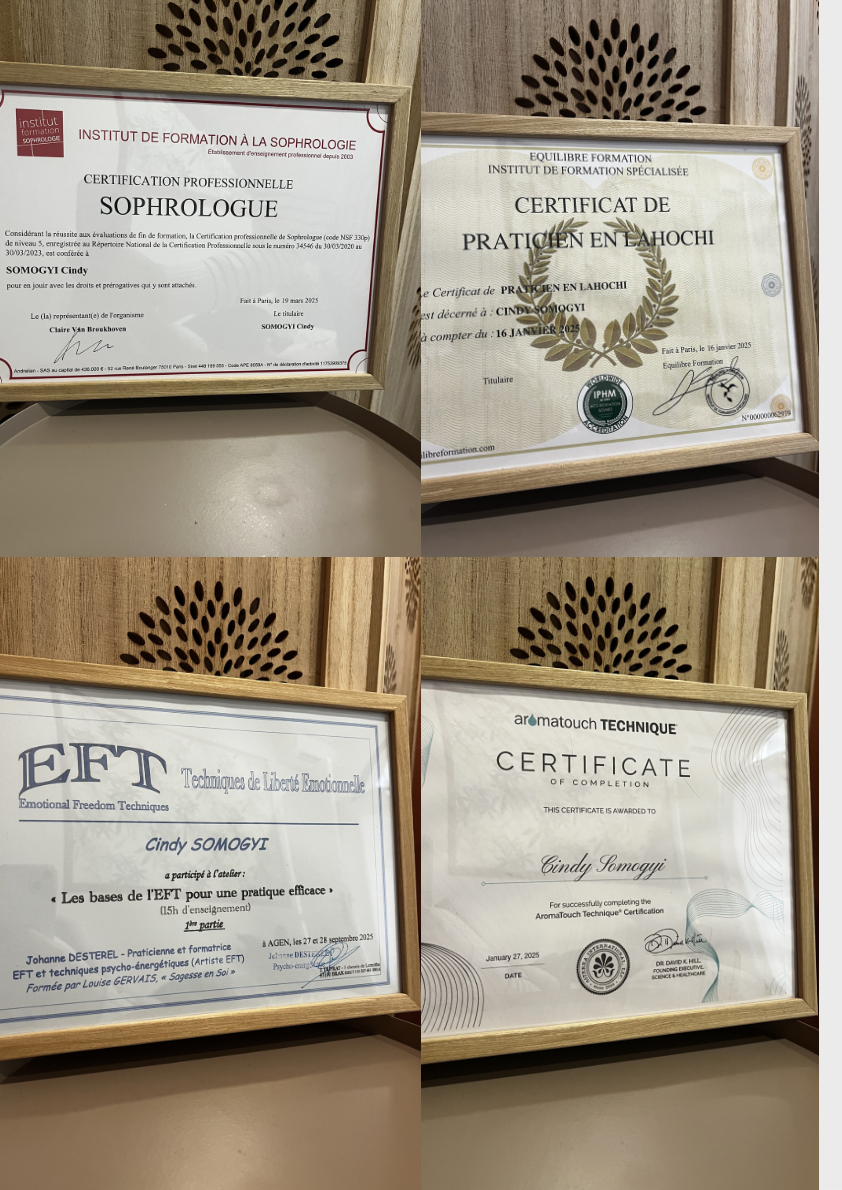 institut
formation
SOPHROLOGIE
INSTITUT DE FORMATION À LA SOPHROLOGIE
Etablissement d'enseignement professionnel depuis 2003
CERTIFICATION PROFESSIONNELLE
SOPHROLOGUE
Considérant la réussite aux évaluations de fin de formation, la Certification professionnelle de Sophrologue (code NSF 330p)
de niveau 5, enregistrée au Répertoire National de la Certification Professionnelle sous le numéro 34546 du 30/03/2020 au
30/03/2023, est conférée à
SOMOGYI Cindy
pour en jouir avec les droits et prérogatives qui y sont attachés.
Fait à Paris, le 19 mars 2025
Le (la) représentant(e) de l'organisme
Le titulaire
Claire Van Broukhoven
SOMOGYI Cindy
EQUILIBRE FORMATION
INSTITUT DE FORMATION SPÉCIALISÉE
CERTIFICAT DE
PRATICIEN EN LAHOCHI
e Certificat de PRATICIEN EN LAHOCHI
est décerné à : CINDY SOMOGYI
à compter du : 16 JANVIER 2025
Fait à Paris, le 16 janvier 2025
Equilibre Formation
Titulaire
WORLDWIDE
IPHM
ACCREDITATION
librefor­mation.com
EFT
Techniques de Liberté Emotionnelle
Emotional Freedom Techniques
Cindy SOMOGYI
a participé à l'atelier :
« Les bases de l'EFT pour une pratique efficace »
(15h d'enseignement)
1ère partie
à AGEN, les 27 et 28 septembre 2025
Johanne DESTEREL - Praticienne et formatrice
EFT et techniques psycho-énergétiques (Artiste EFT)
Formée par Louise GERVAIS, « Sagesse en Soi »
aromatouch TECHNIQUE
CERTIFICATE
OF COMPLETION
THIS CERTIFICATE IS AWARDED TO
Cindy Somogyi
For successfully completing the
AromaTouch Technique® Certification
January 27, 2025
DATE
DR. DAVID K. HILL,
FOUNDING EXECUTIVE,
SCIENCE & HEALTHCARE